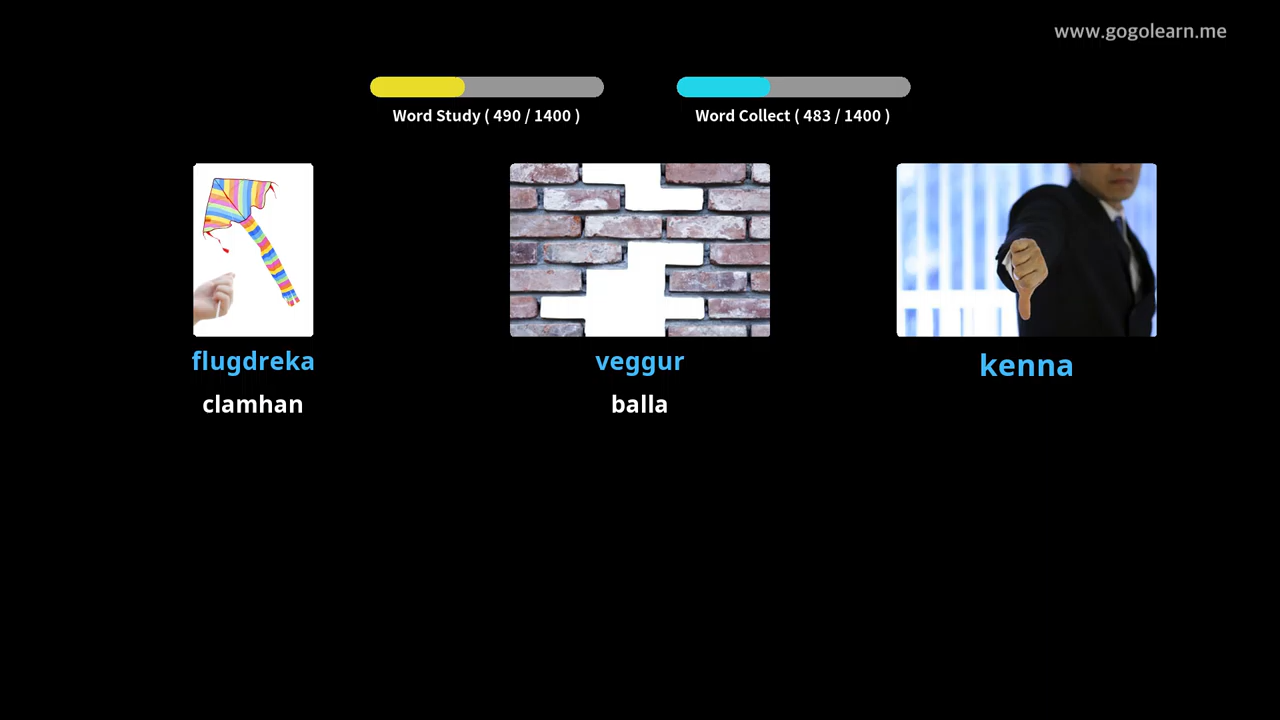 www.gogolearn.me
Word Study ( 490 / 1400 )
Word Collect ( 483 / 1400 )
flugdreka
veggur
kenna
clamhan
balla